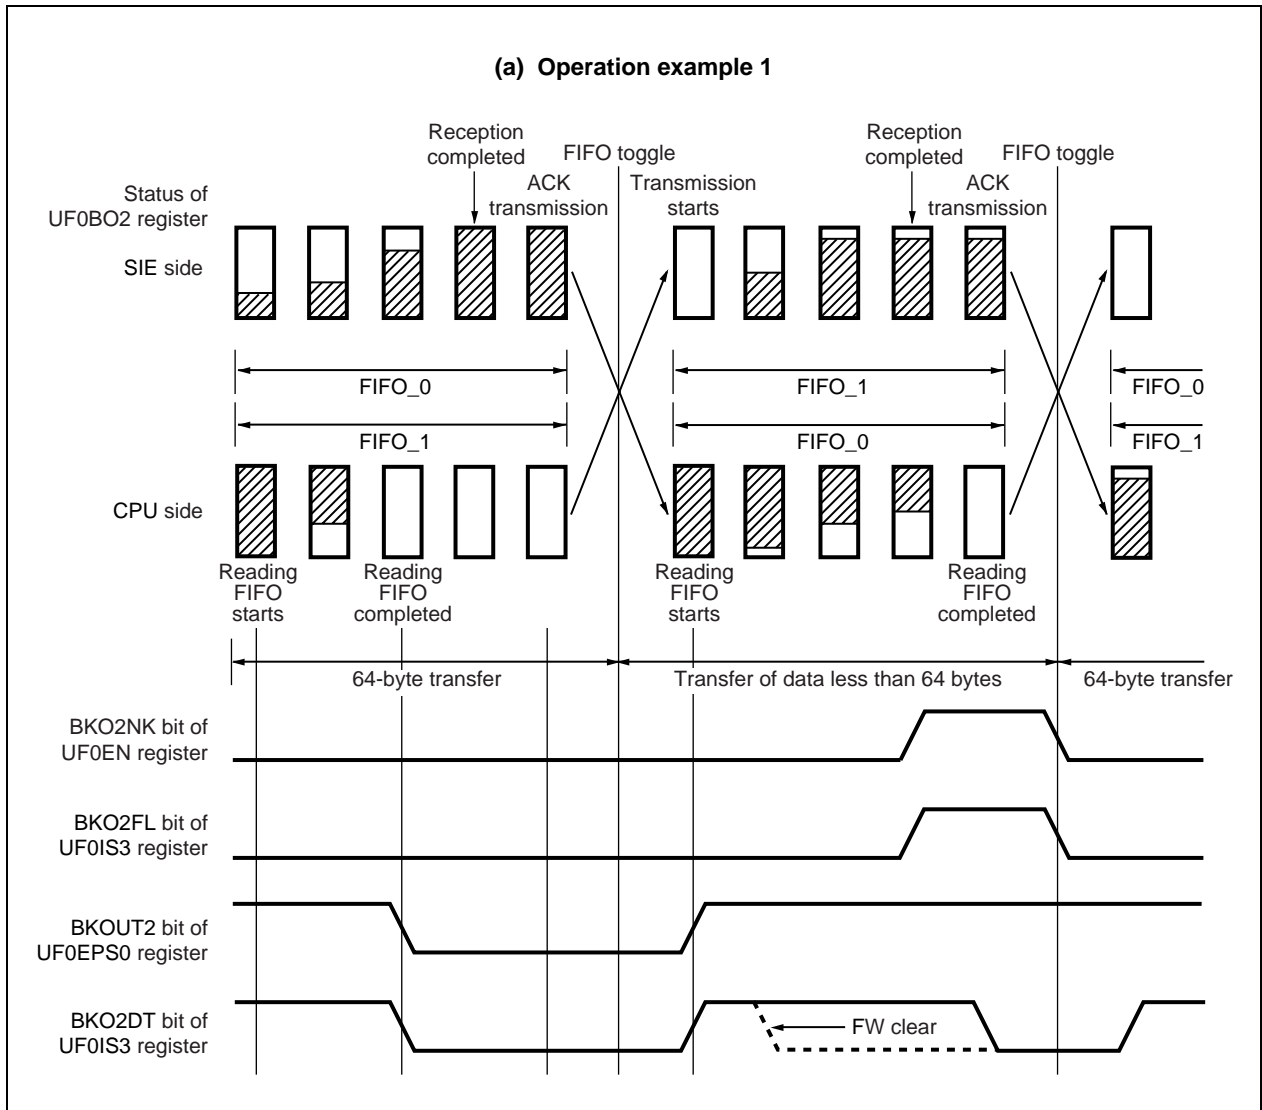 (a) Operation example 1
Reception
completed
FIFO toggle
Reception
completed
FIFO toggle
Status of
UF0BO2 register
ACK
transmission
Transmission
starts
ACK
transmission
SIE side
FIFO_0
FIFO_1
FIFO_0
FIFO_1
FIFO_0
FIFO_1
CPU side
Reading
FIFO
starts
Reading
FIFO
completed
Reading
FIFO
starts
Reading
FIFO
completed
64-byte transfer
Transfer of data less than 64 bytes
64-byte transfer
BKO2NK bit of
UF0EN register
BKO2FL bit of
UF0IS3 register
BKOUT2 bit of
UF0EPS0 register
BKO2DT bit of
UF0IS3 register
FW clear